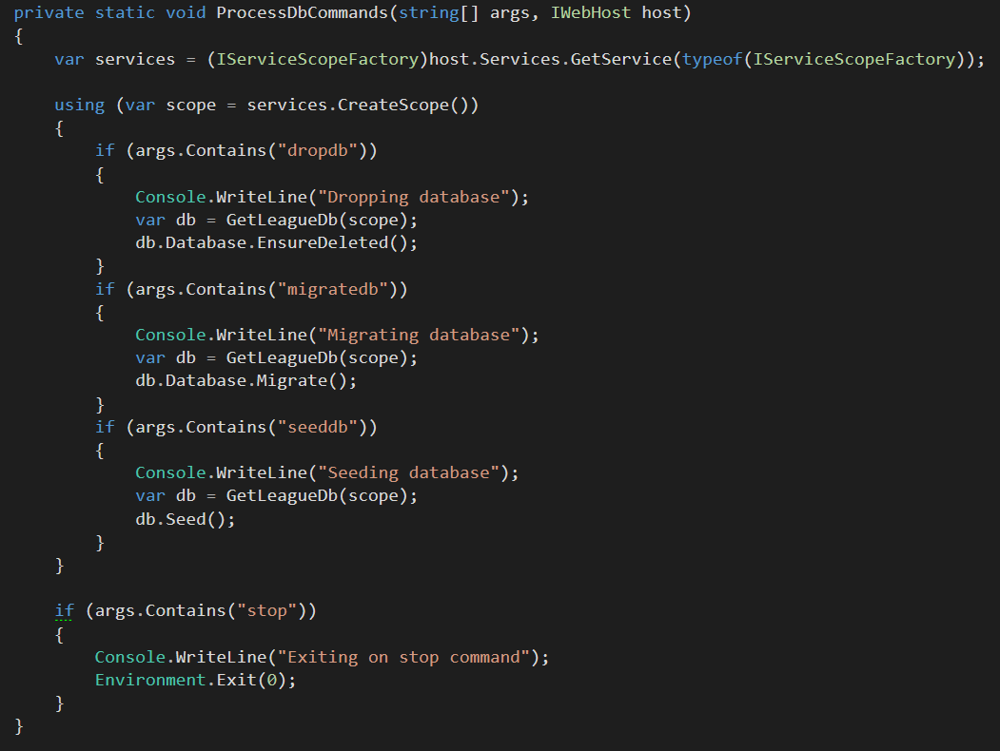 private static void ProcessDbCommands(string[] args, IWebHost host)
{
    var services = (IServiceScopeFactory)host.Services.GetService(typeof(IServiceScopeFactory));

    using (var scope = services.CreateScope())
    {
        if (args.Contains("dropdb"))
        {
            Console.WriteLine("Dropping database");
            var db = GetLeagueDb(scope);
            db.Database.EnsureDeleted();
        }
        if (args.Contains("migratedb"))
        {
            Console.WriteLine("Migrating database");
            var db = GetLeagueDb(scope);
            db.Database.Migrate();
        }
        if (args.Contains("seeddb"))
        {
            Console.WriteLine("Seeding database");
            var db = GetLeagueDb(scope);
            db.Seed();
        }
    }

    if (args.Contains("stop"))
    {
        Console.WriteLine("Exiting on stop command");
        Environment.Exit(0);
    }
}